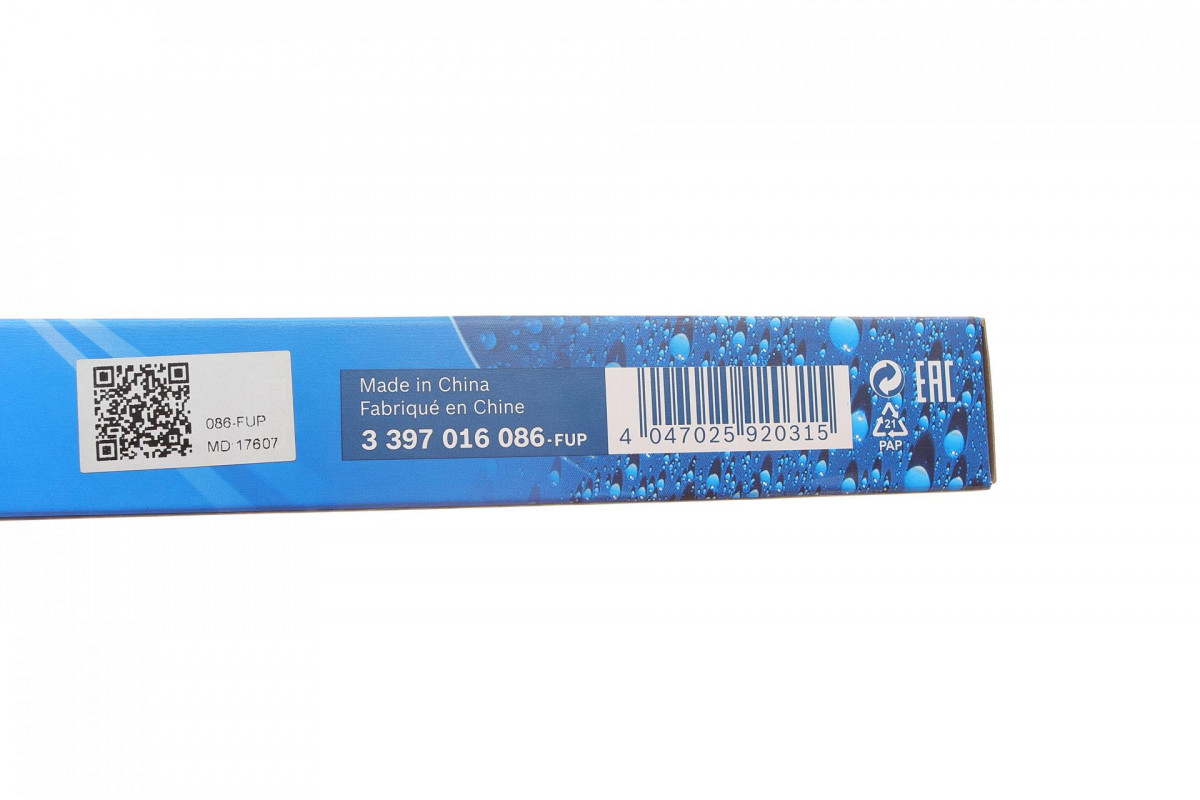 086-FUP
MD 17607
Made in China
Fabriqué en Chine
3 397 016 086-FUP
4 047025 920315
21
PAP
EAC